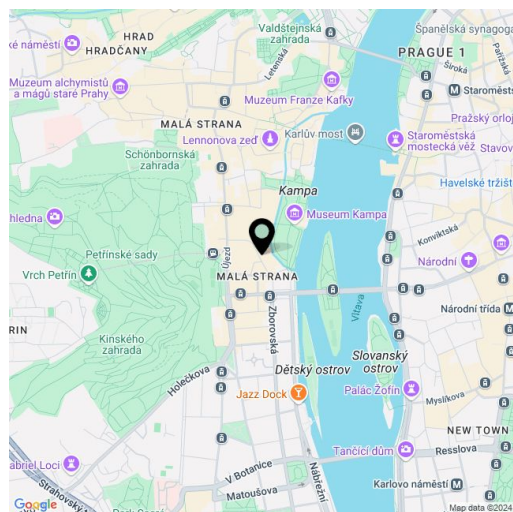 Valdštejnská
zahrada
Španělská synagoga
HRAD
HRADČANY
ké náměstí
PRAGUE 1
Široká
Pařížská
Letenská
Muzeum alchymistů
a mágů staré Prahy
Muzeum Franze Kafky
Staroměsts
MALÁ STRANA
Karlův most
Pražský orloj
Lennonova zeď
Staroměstská
mostecká věž
Stavov
Schönbornská
zahrada
Havelské tržiště
Kampa
hledna
Museum Kampa
Konviktská
Petřínské sady
Újezd
Národní
Vrch Petřín
MALÁ STRANA
Vltava
Národní třída
RIN
Kinského
zahrada
Zborovská
Slovanský
ostrov
Dětský ostrov
Holečkova
Jazz Dock
Palác Žofín
Myslíkova
NEW TOWN
Tančící dům
Resslova
abriel Loci
V Botanice
Nábřežní
Karlovo náměstí
Strahovský
Matoušova
Google
Map data ©2024